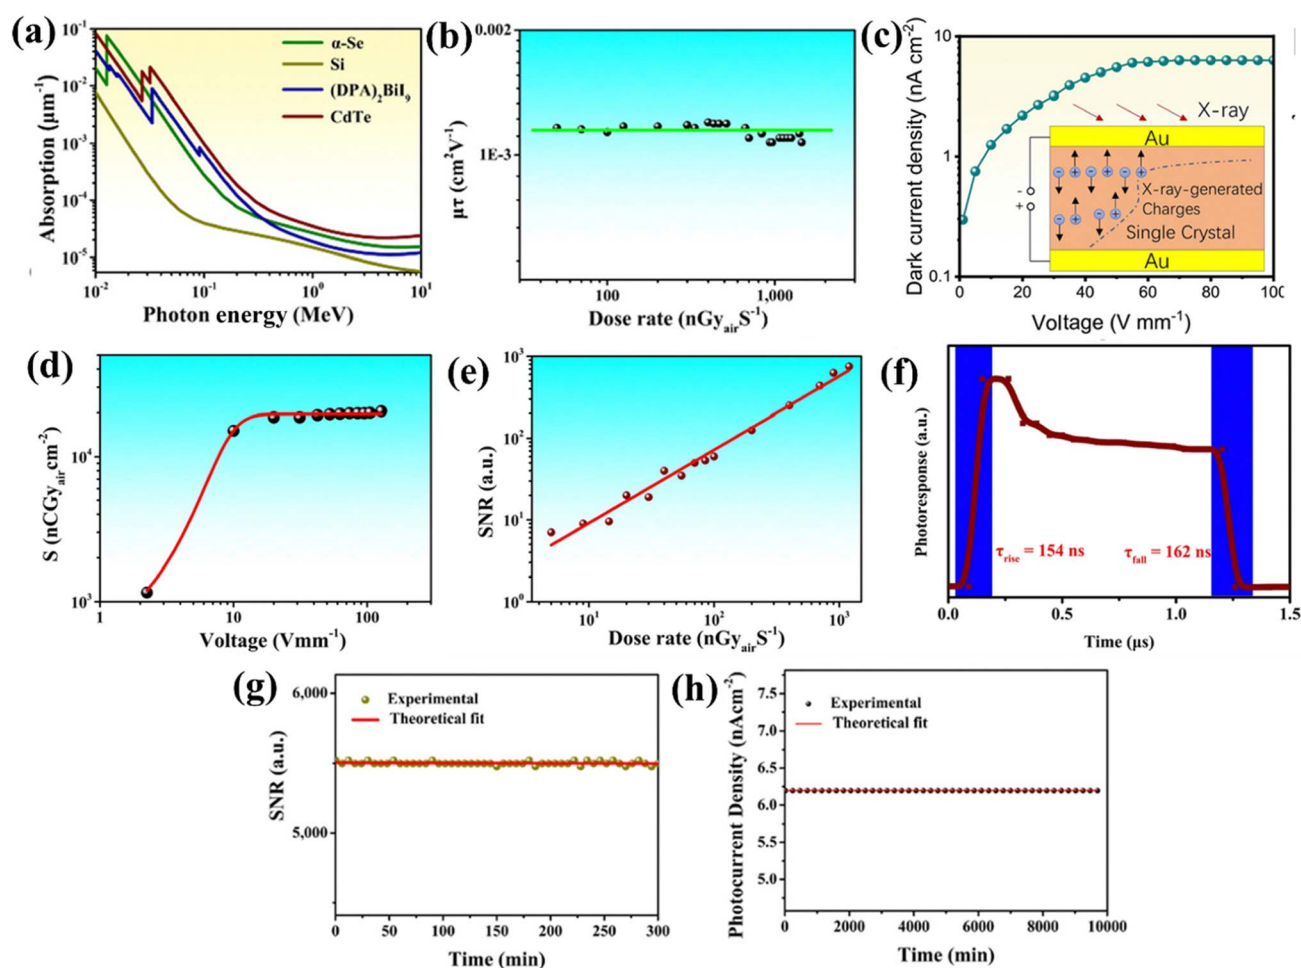 (a)
α-Se
Si
(DPA)₂BiI₉
CdTe
Absorption (μm⁻¹)
10⁻¹
10⁻²
10⁻³
10⁻⁴
10⁻⁵
10⁻² 10⁻¹ 10⁰ 10¹
Photon energy (MeV)
(b)
μτ (cm²V⁻¹)
0.002
1E-3
100 1,000
Dose rate (nGyₐᵢᵣS⁻¹)
(c)
Dark current density (nA cm⁻²)
10
1
0.1
X-ray
Au
- 
+
X-ray-generated
Charges
Single Crystal
Au
0 20 40 60 80 100
Voltage (V mm⁻¹)
(d)
S (nCGyₐᵢᵣcm⁻²)
10⁴
10³
1 10 100
Voltage (Vmm⁻¹)
(e)
SNR (a.u.)
10³
10²
10¹
10⁰
10¹ 10² 10³
Dose rate (nGyₐᵢᵣS⁻¹)
(f)
Photoresponse (a.u.)
τrise = 154 ns
τfall = 162 ns
0.0 0.5 1.0 1.5
Time (μs)
(g)
Experimental
Theoretical fit
SNR (a.u.)
6,000
5,000
0 50 100 150 200 250 300
Time (min)
(h)
Experimental
Theoretical fit
Photocurrent Density (nAcm⁻²)
7.5
7.0
6.5
6.0
5.5
5.0
0 2000 4000 6000 8000 10000
Time (min)